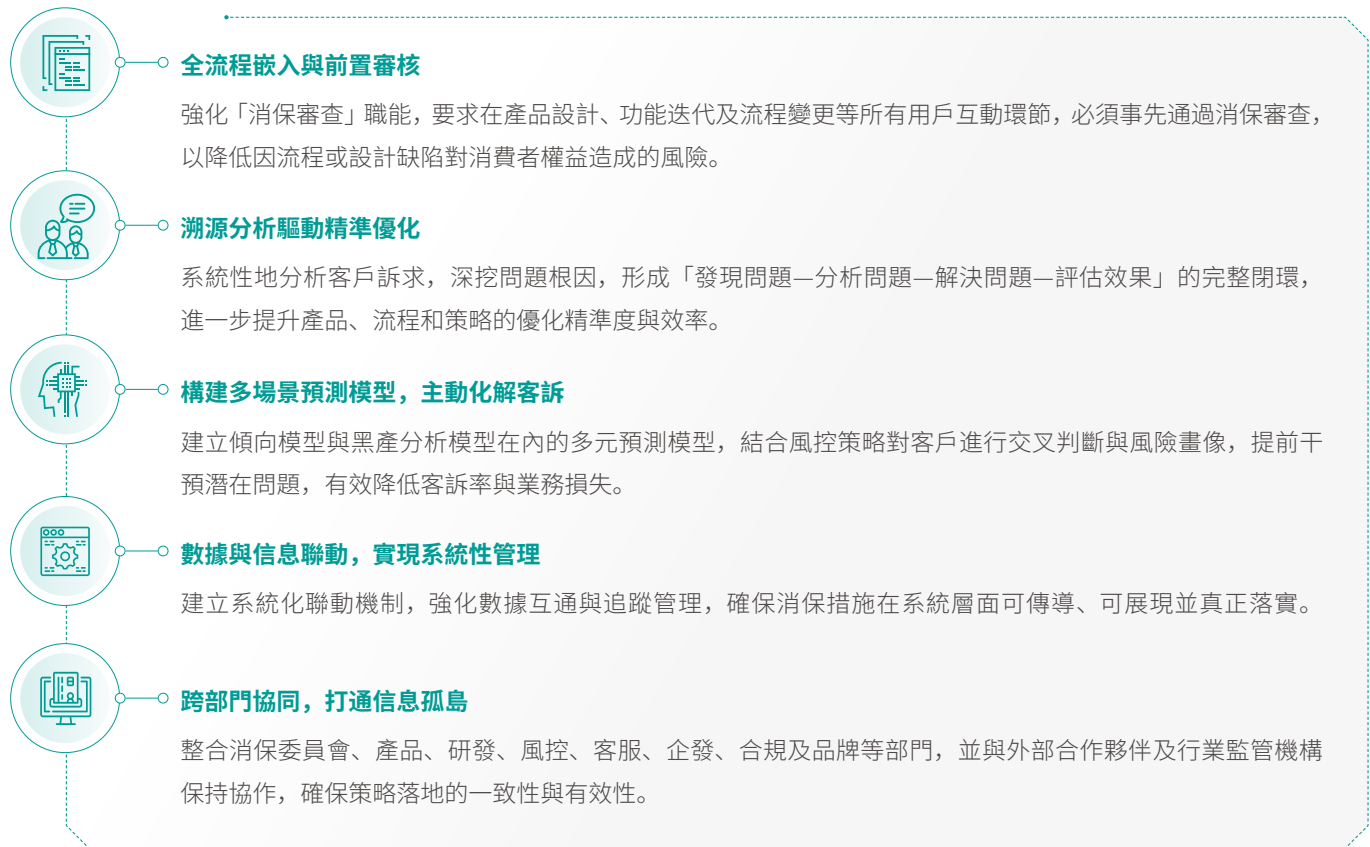 全流程嵌入與前置審核
強化「消保審查」職能，要求在產品設計、功能迭代及流程變更等所有用戶互動環節，必須事先通過消保審查，
以降低因流程或設計缺陷對消費者權益造成的風險。
溯源分析驅動精準優化
系統性地分析客戶訴求，深挖問題根因，形成「發現問題—分析問題—解決問題—評估效果」的完整閉環，
進一步提升產品、流程和策略的優化精準度與效率。
構建多場景預測模型，主動化解客訴
建立傾向模型與黑產分析模型在內的多元預測模型，結合風控策略對客戶進行交叉判斷與風險畫像，提前干
預潛在問題，有效降低客訴率與業務損失。
數據與信息聯動，實現系統性管理
建立系統化聯動機制，強化數據互通與追蹤管理，確保消保措施在系統層面可傳導、可展現並真正落實。
跨部門協同，打通信息孤島
整合消保委員會、產品、研發、風控、客服、企發、合規及品牌等部門，並與外部合作夥伴及行業監管機構
保持協作，確保策略落地的一致性與有效性。